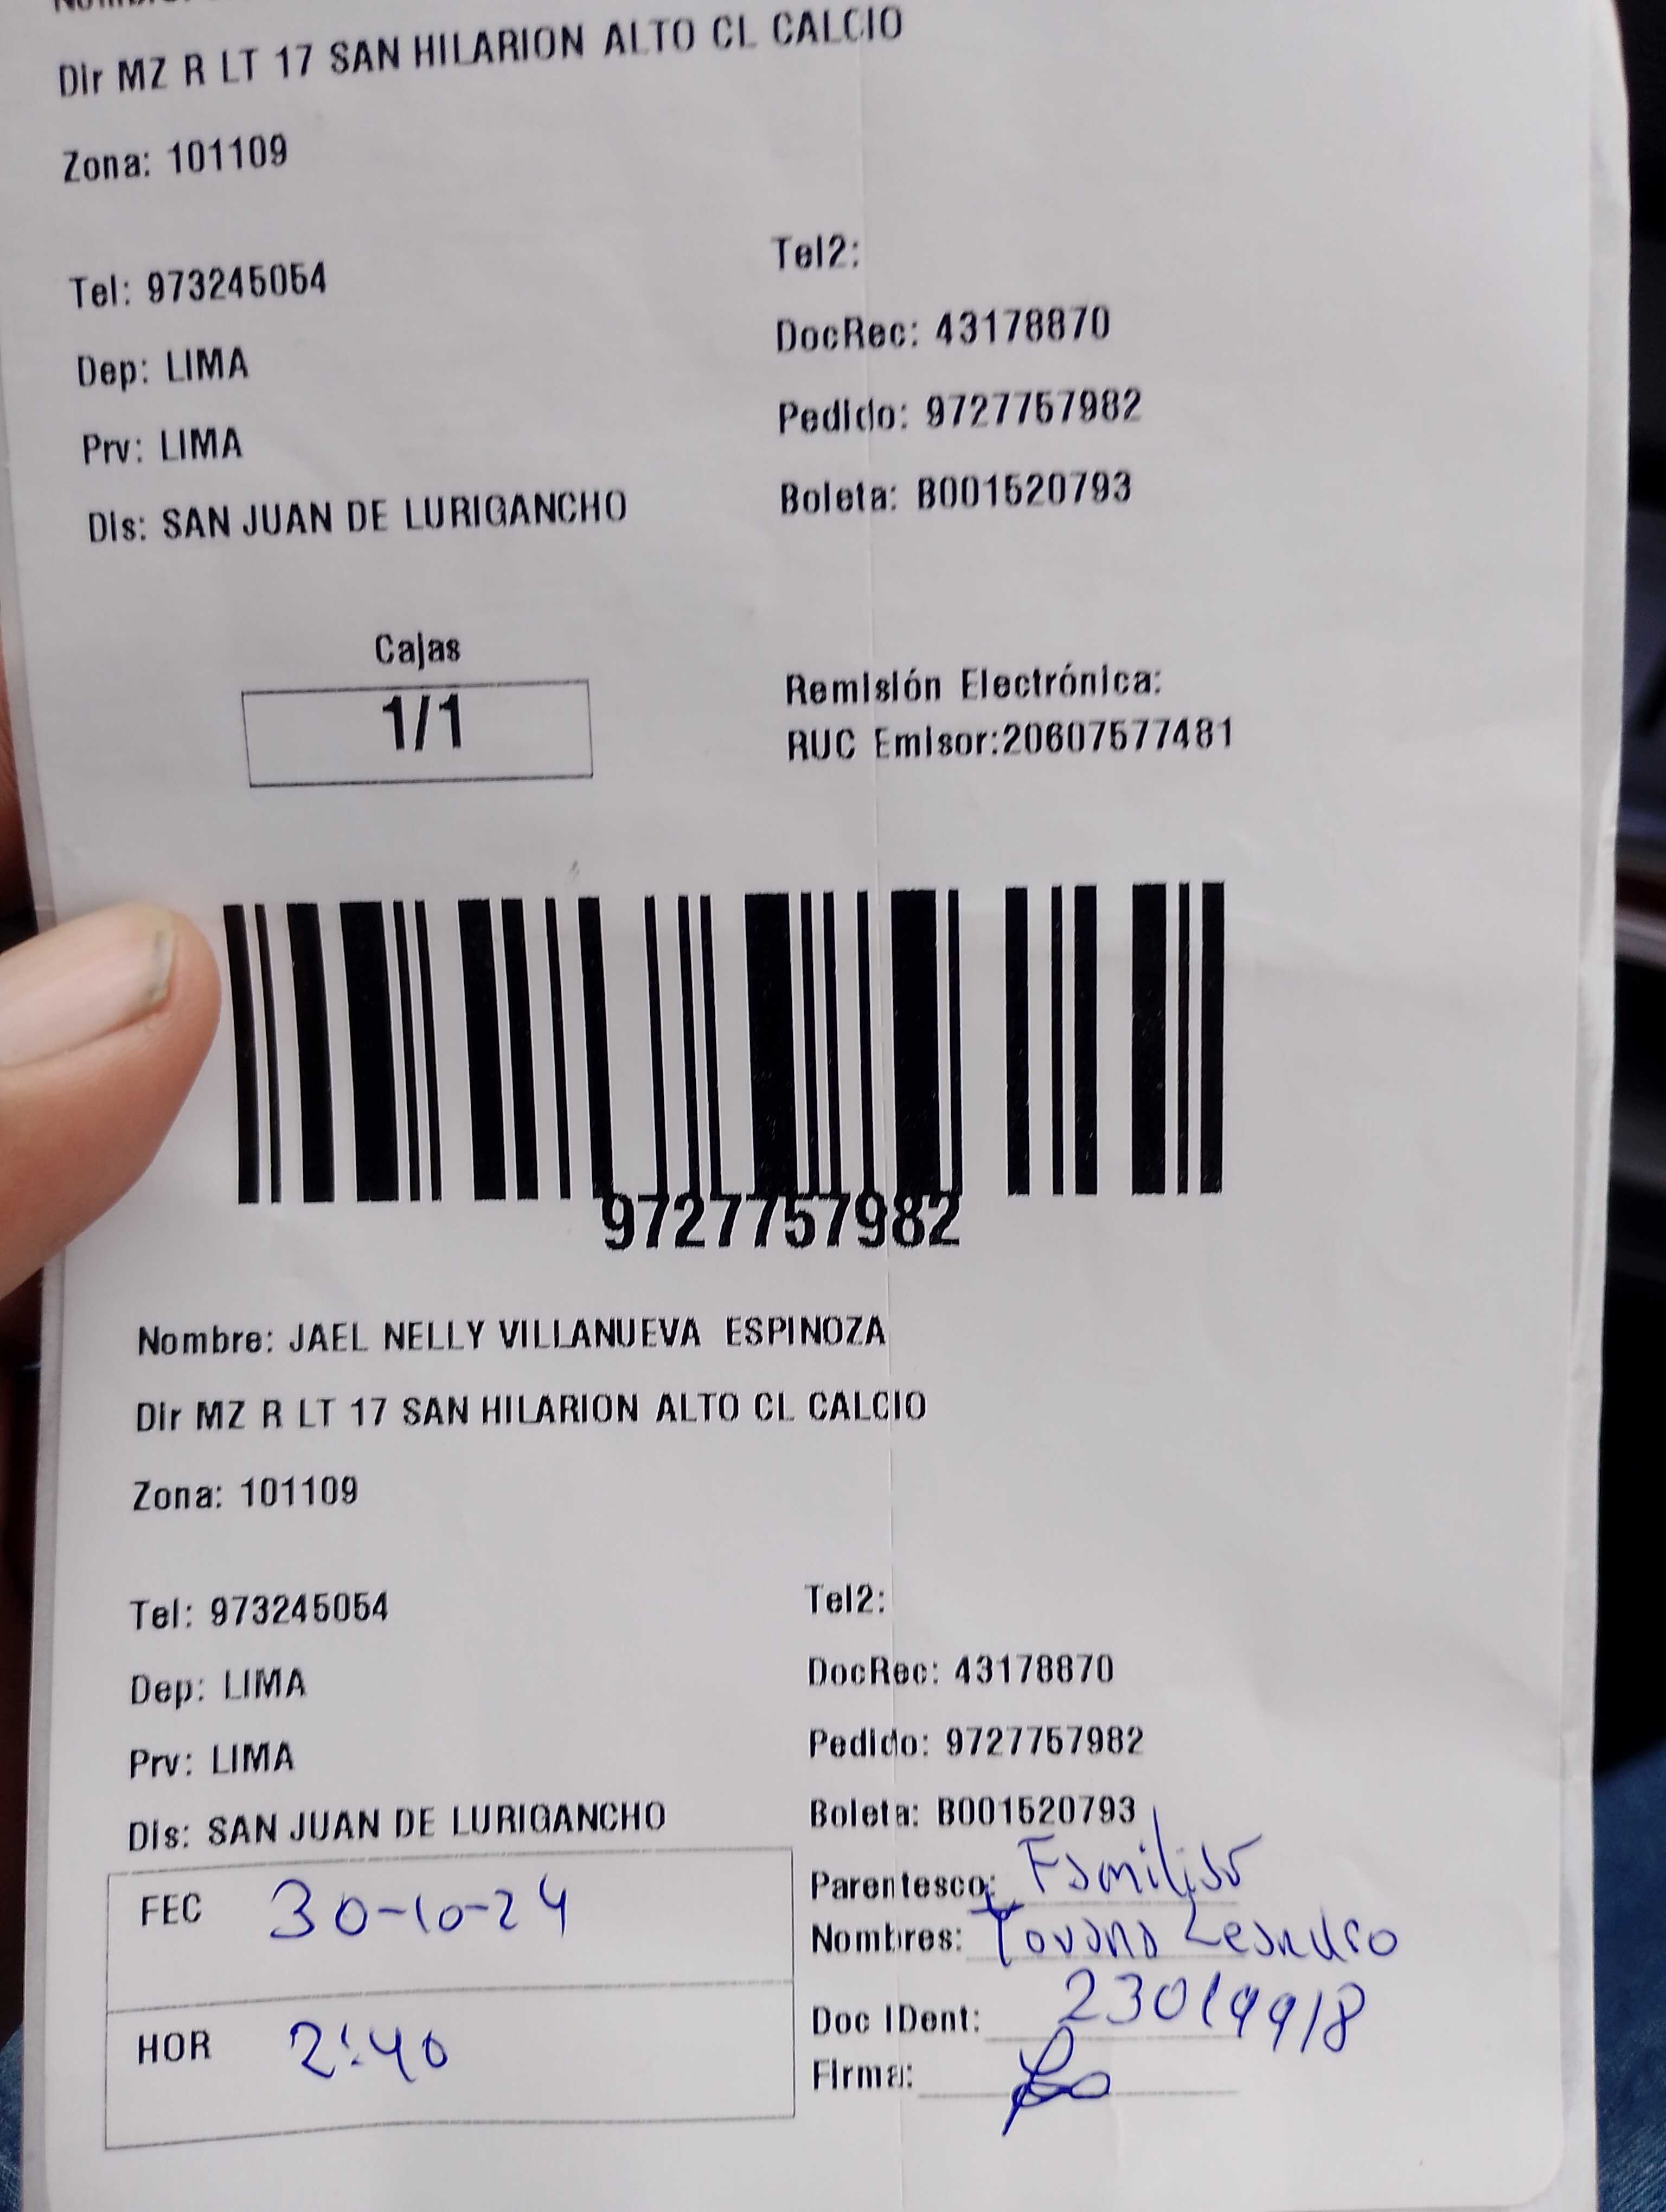 Dir MZ R LT 17 SAN HILARION ALTO CL CALCIO
Zona: 101109
Tel: 973245054
Tel2:
Dep: LIMA
DocRec: 43178870
Prv: LIMA
Pedido: 9727757982
Dis: SAN JUAN DE LURIGANCHO
Boleta: B001520793
Cajas
1/1
Remisión Electrónica:
RUC Emisor:20607577481
9727757982
Nombre: JAEL NELLY VILLANUEVA ESPINOZA
Dir MZ R LT 17 SAN HILARION ALTO CL CALCIO
Zona: 101109
Tel: 973245054
Tel2:
Dep: LIMA
DocRec: 43178870
Prv: LIMA
Pedido: 9727757982
Dis: SAN JUAN DE LURIGANCHO
Boleta: B001520793
FEC 30-10-24
HOR 2:40
Parentesco: Familiar
Nombres: Leandro
Doc IDent: 23019918
Firma: